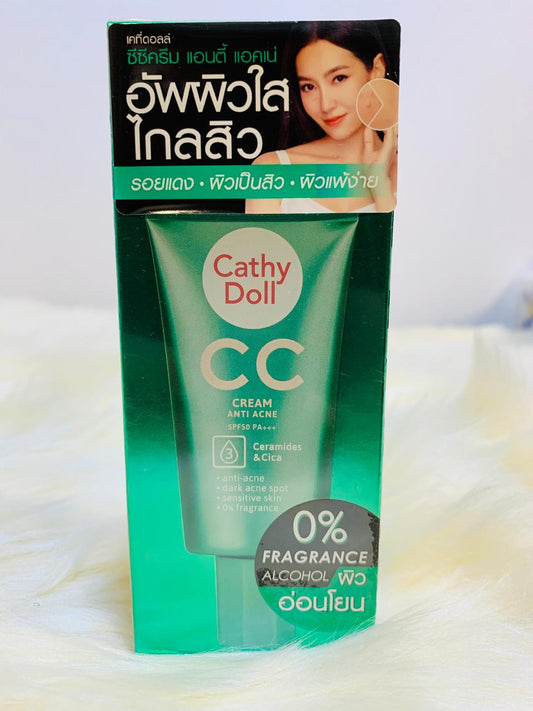 เคที่ดอลล์
ซีซีครีม แอนตี้ แอคเน่
อัพผิวใส
ไกลสิว
รอยแดง • ผิวเป็นสิว • ผิวแพ้ง่าย
Cathy
Doll
CC
CREAM
ANTI ACNE
SPF50 PA+++
3
Ceramides
&Cica
• anti-acne
• dark acne spot
• sensitive skin
• 0% fragrance
0%
FRAGRANCE
ALCOHOL ผิว
อ่อนโยน